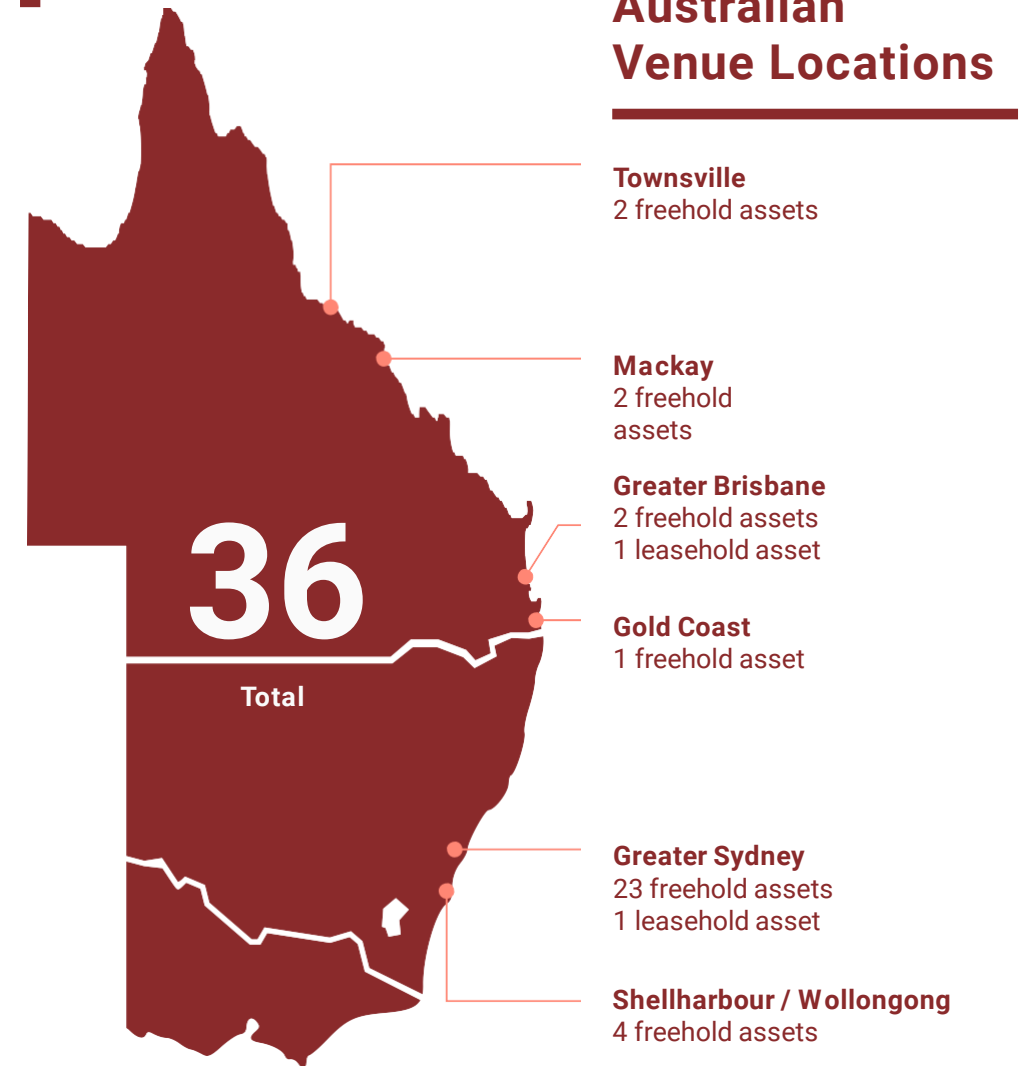 Australian
Venue Locations
Townsville
2 freehold assets
Mackay
2 freehold
assets
Greater Brisbane
2 freehold assets
1 leasehold asset
36
Total
Gold Coast
1 freehold asset
Greater Sydney
23 freehold assets
1 leasehold asset
Shellharbour / Wollongong
4 freehold assets